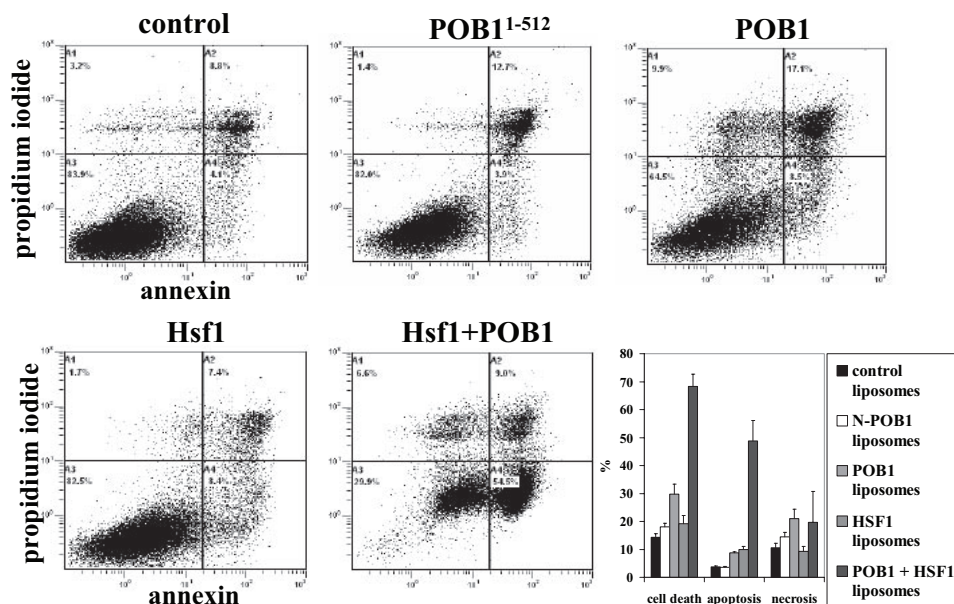 control
POB1¹⁻⁵¹²
POB1
propidium iodide
A1
3.2%
A2
8.8%
A3
83.9%
A4
4.1%
A1
1.4%
A2
12.7%
A3
82.0%
A4
3.9%
A1
9.9%
A2
17.1%
A3
64.5%
A4
8.5%
annexin
Hsf1
Hsf1+POB1
propidium iodide
A1
1.7%
A2
7.4%
A3
82.5%
A4
8.4%
A1
6.6%
A2
9.0%
A3
29.9%
A4
54.5%
annexin
80
70
60
50
40
30
20
10
0
%
cell death apoptosis necrosis
control
liposomes
N-POB1
liposomes
POB1
liposomes
HSF1
liposomes
POB1 + HSF1
liposomes